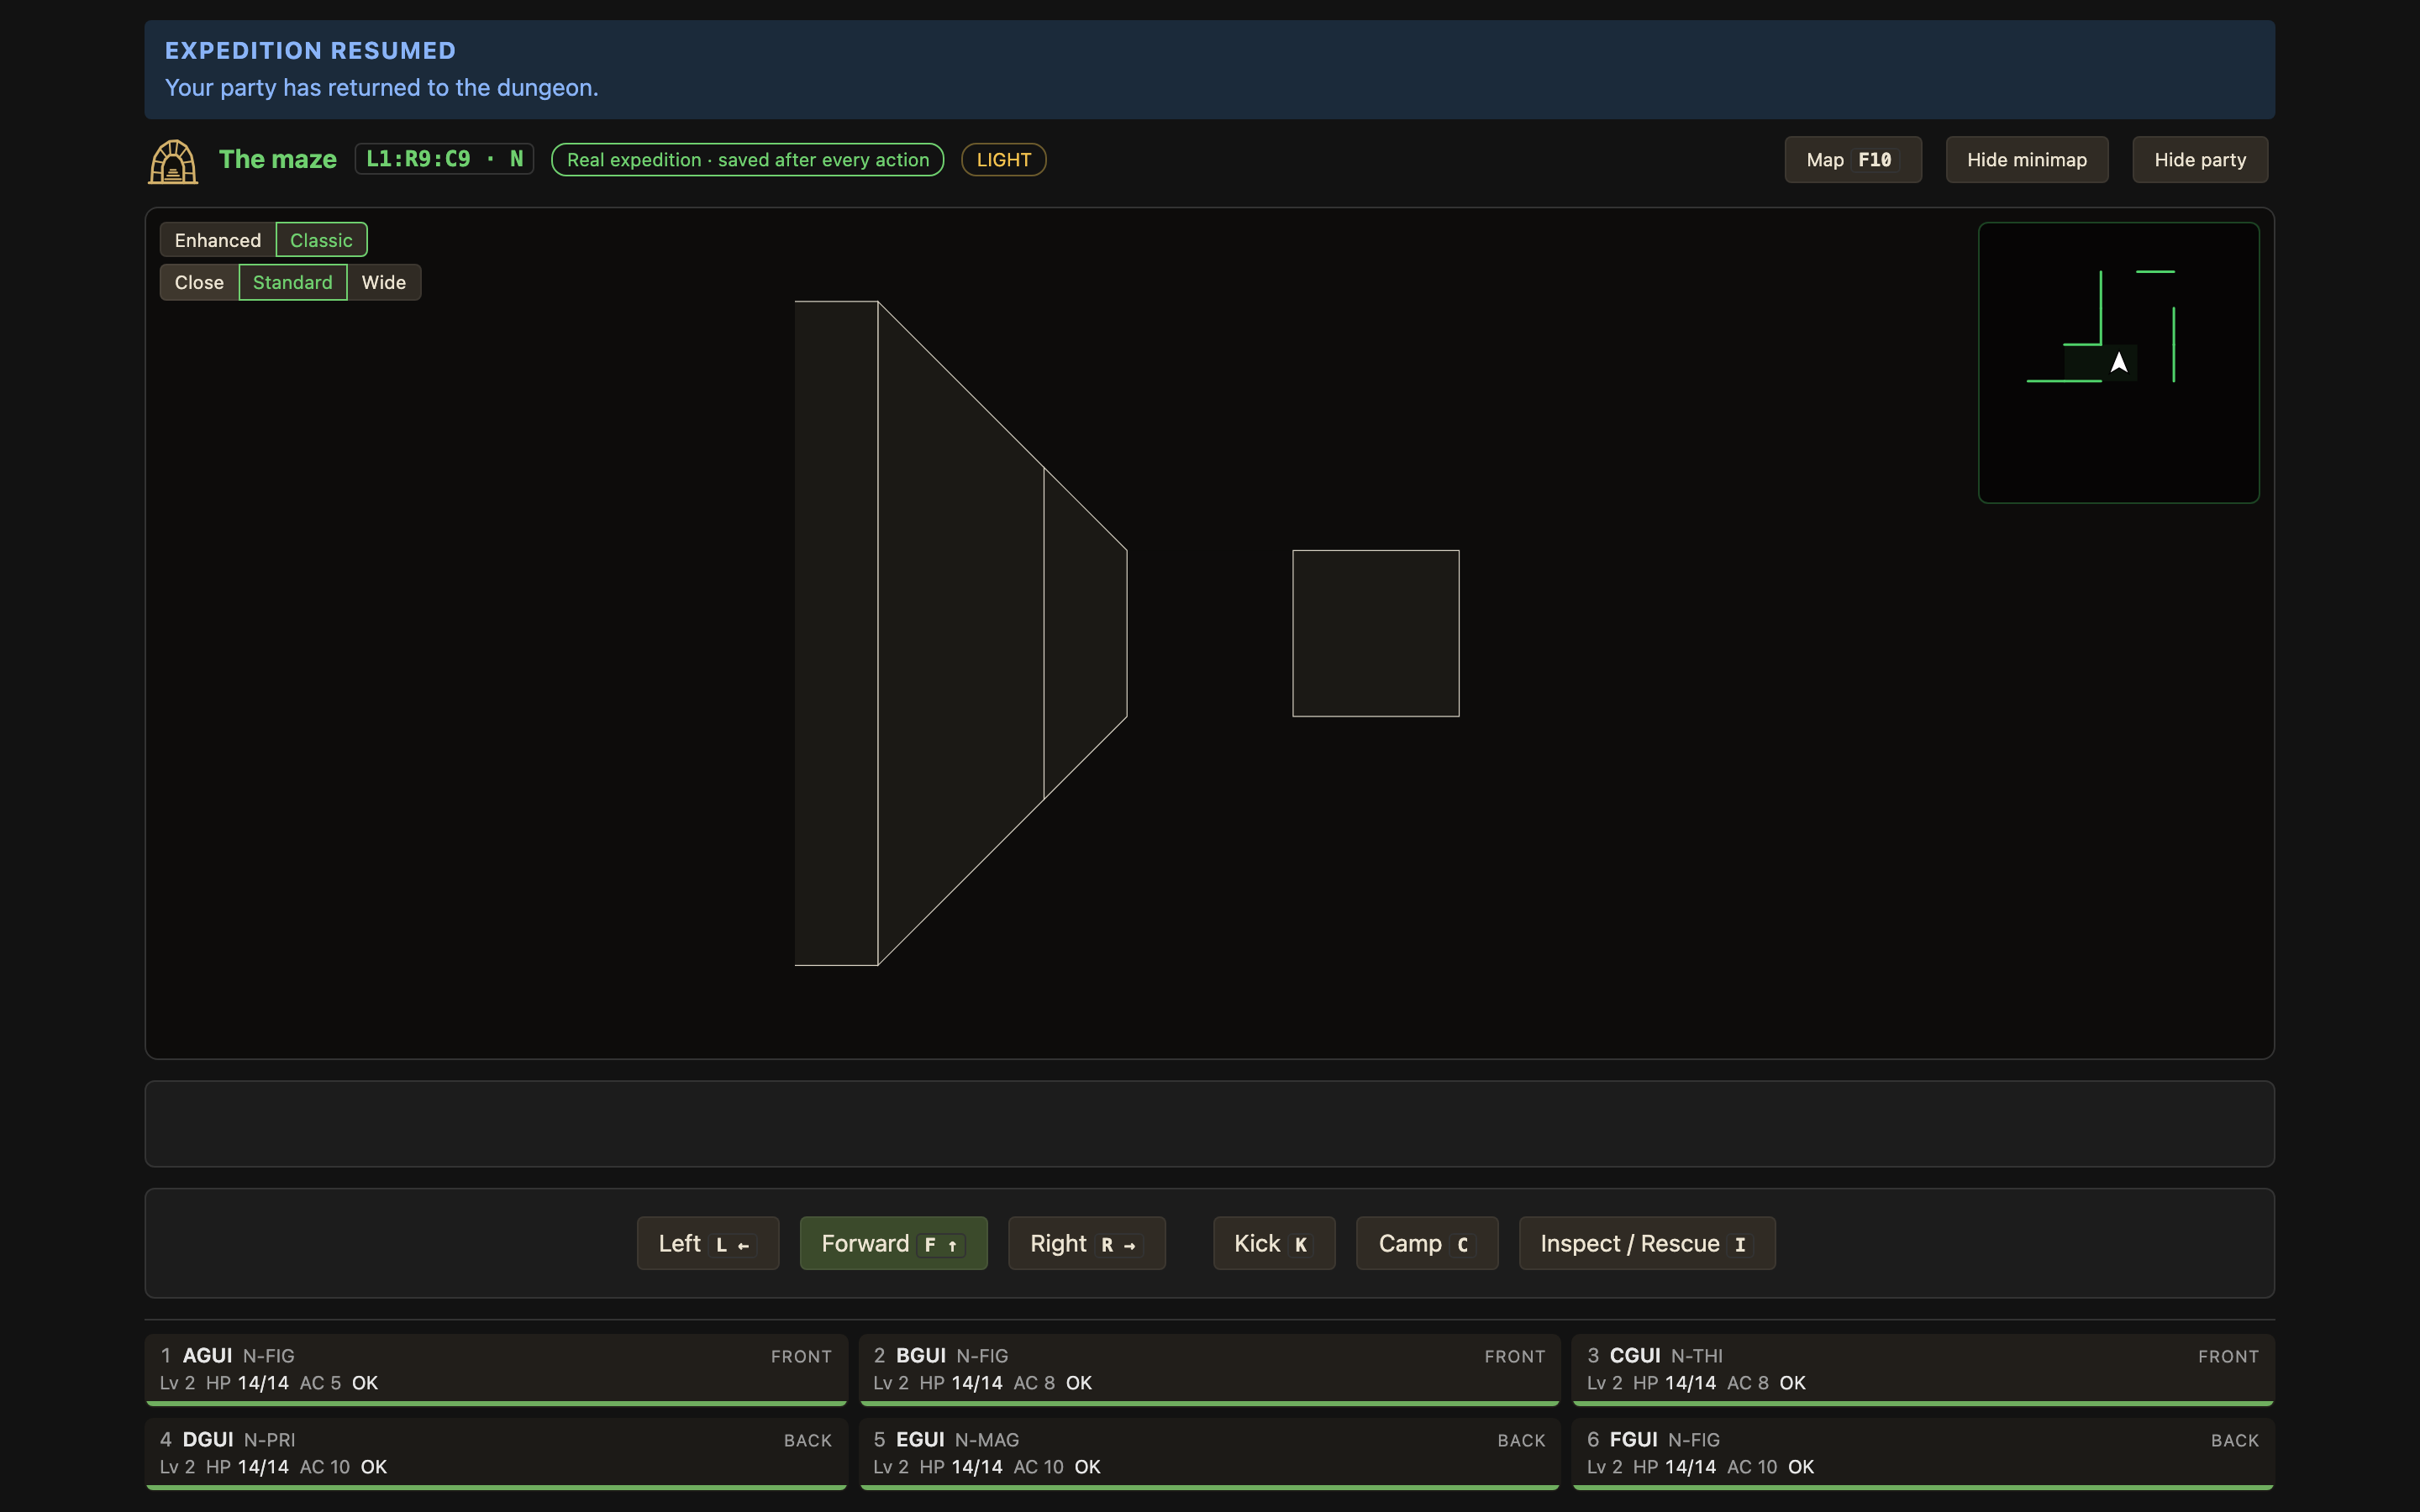 EXPEDITION RESUMED
Your party has returned to the dungeon.
The maze L1:R9:C9 · N Real expedition · saved after every action LIGHT Map F10 Hide minimap Hide party
Enhanced Classic
Close Standard Wide
Left L ← Forward F ↑ Right R → Kick K Camp C Inspect / Rescue I
1 AGUI N-FIG FRONT
Lv 2 HP 14/14 AC 5 OK
2 BGUI N-FIG FRONT
Lv 2 HP 14/14 AC 8 OK
3 CGUI N-THI FRONT
Lv 2 HP 14/14 AC 8 OK
4 DGUI N-PRI BACK
Lv 2 HP 14/14 AC 10 OK
5 EGUI N-MAG BACK
Lv 2 HP 14/14 AC 10 OK
6 FGUI N-FIG BACK
Lv 2 HP 14/14 AC 10 OK